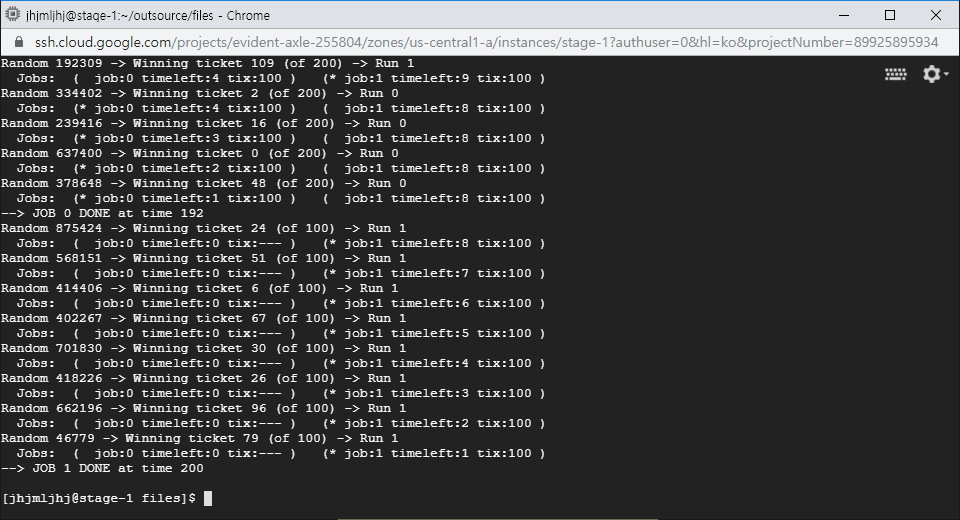 jhjmljhj@stage-1:~/outsource/files - Chrome
ssh.cloud.google.com/projects/evident-axle-255804/zones/us-central1-a/instances/stage-1?authuser=0&hl=ko&projectNumber=89925895934
Random 192309 -> Winning ticket 109 (of 200) -> Run 1
  Jobs:  (  job:0 timeleft:4 tix:100 )   (* job:1 timeleft:9 tix:100 )
Random 334402 -> Winning ticket 2 (of 200) -> Run 0
  Jobs:  (* job:0 timeleft:4 tix:100 )   (  job:1 timeleft:8 tix:100 )
Random 239416 -> Winning ticket 16 (of 200) -> Run 0
  Jobs:  (* job:0 timeleft:3 tix:100 )   (  job:1 timeleft:8 tix:100 )
Random 637400 -> Winning ticket 0 (of 200) -> Run 0
  Jobs:  (* job:0 timeleft:2 tix:100 )   (  job:1 timeleft:8 tix:100 )
Random 378648 -> Winning ticket 48 (of 200) -> Run 0
  Jobs:  (* job:0 timeleft:1 tix:100 )   (  job:1 timeleft:8 tix:100 )
--> JOB 0 DONE at time 192
Random 875424 -> Winning ticket 24 (of 100) -> Run 1
  Jobs:  (  job:0 timeleft:0 tix:--- )   (* job:1 timeleft:8 tix:100 )
Random 568151 -> Winning ticket 51 (of 100) -> Run 1
  Jobs:  (  job:0 timeleft:0 tix:--- )   (* job:1 timeleft:7 tix:100 )
Random 414406 -> Winning ticket 6 (of 100) -> Run 1
  Jobs:  (  job:0 timeleft:0 tix:--- )   (* job:1 timeleft:6 tix:100 )
Random 402267 -> Winning ticket 67 (of 100) -> Run 1
  Jobs:  (  job:0 timeleft:0 tix:--- )   (* job:1 timeleft:5 tix:100 )
Random 701830 -> Winning ticket 30 (of 100) -> Run 1
  Jobs:  (  job:0 timeleft:0 tix:--- )   (* job:1 timeleft:4 tix:100 )
Random 418226 -> Winning ticket 26 (of 100) -> Run 1
  Jobs:  (  job:0 timeleft:0 tix:--- )   (* job:1 timeleft:3 tix:100 )
Random 662196 -> Winning ticket 96 (of 100) -> Run 1
  Jobs:  (  job:0 timeleft:0 tix:--- )   (* job:1 timeleft:2 tix:100 )
Random 46779 -> Winning ticket 79 (of 100) -> Run 1
  Jobs:  (  job:0 timeleft:0 tix:--- )   (* job:1 timeleft:1 tix:100 )
--> JOB 1 DONE at time 200
[jhjmljhj@stage-1 files]$